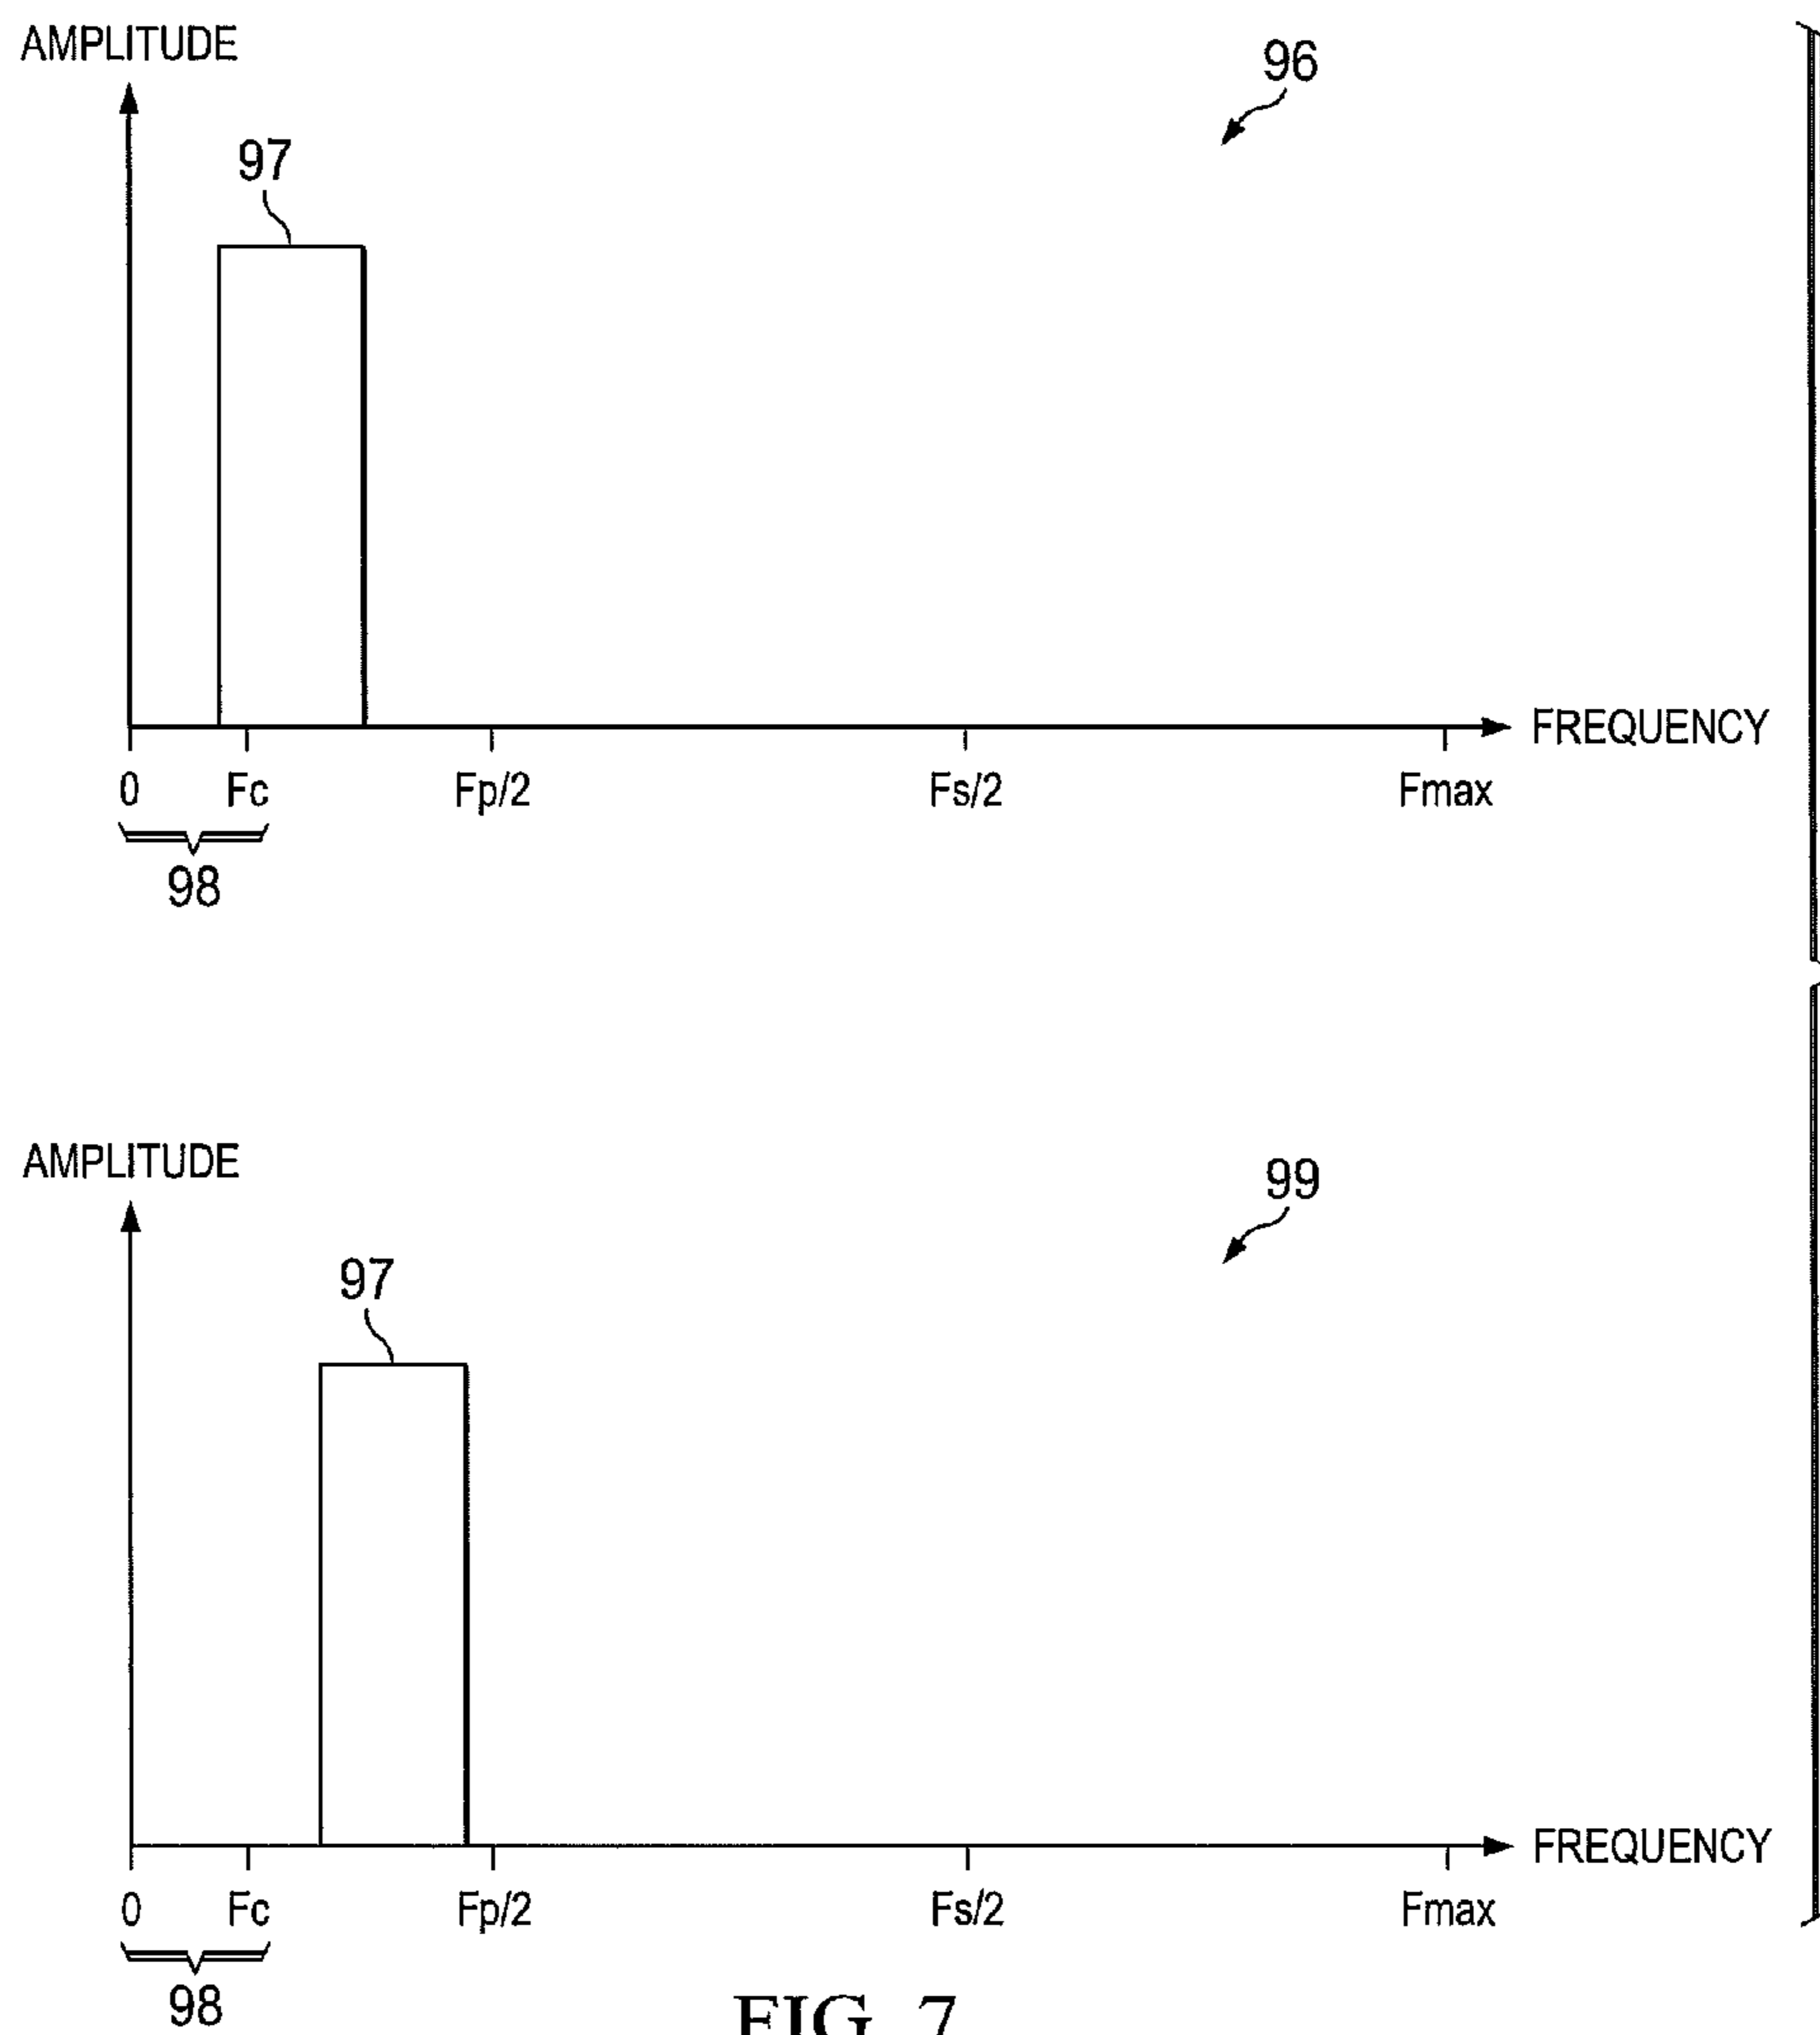 AMPLITUDE
96
97
FREQUENCY
0 Fc Fp/2 Fs/2 Fmax
98
AMPLITUDE
99
97
FREQUENCY
0 Fc Fp/2 Fs/2 Fmax
98
FIG. 7